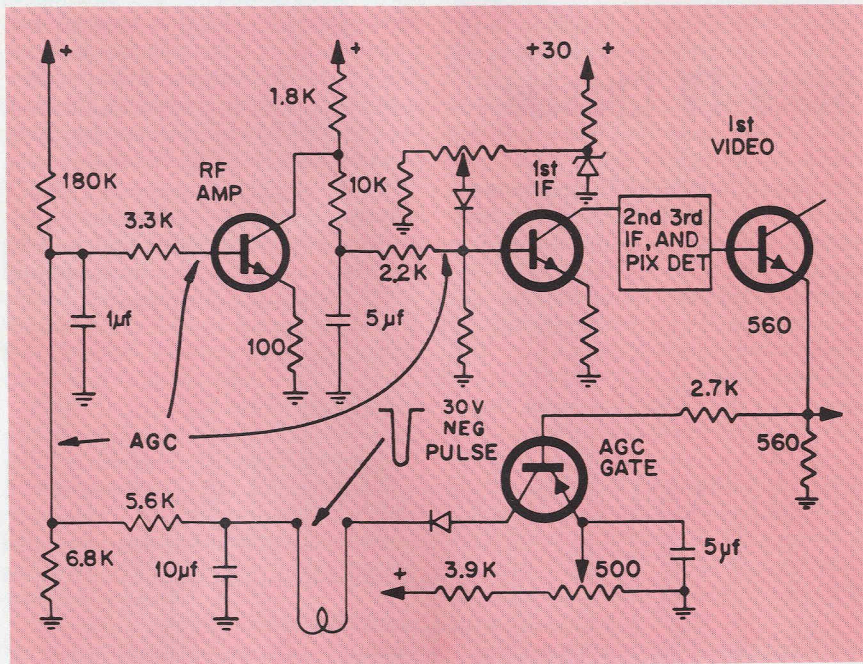 +
+
+30 +
1.8K
1st
VIDEO
RF
AMP
180K
10K
1st
IF
3.3K
2nd 3rd
IF, AND
PIX DET
2.2K
1µf
5µf
100
560
2.7K
30V
NEG
PULSE
AGC
AGC
GATE
560
5.6K
6.8K
10µf
+
3.9K
500
5µf